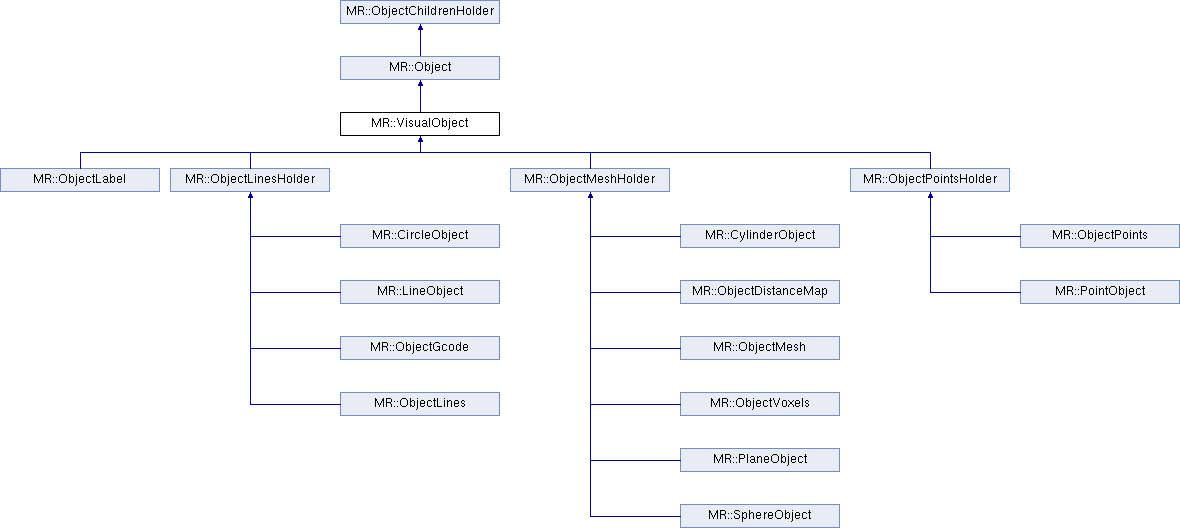 MR::ObjectChildrenHolder
MR::Object
MR::VisualObject
MR::ObjectLabel
MR::ObjectLinesHolder
MR::ObjectMeshHolder
MR::ObjectPointsHolder
MR::CircleObject
MR::CylinderObject
MR::ObjectPoints
MR::LineObject
MR::ObjectDistanceMap
MR::PointObject
MR::ObjectGcode
MR::ObjectMesh
MR::ObjectLines
MR::ObjectVoxels
MR::PlaneObject
MR::SphereObject